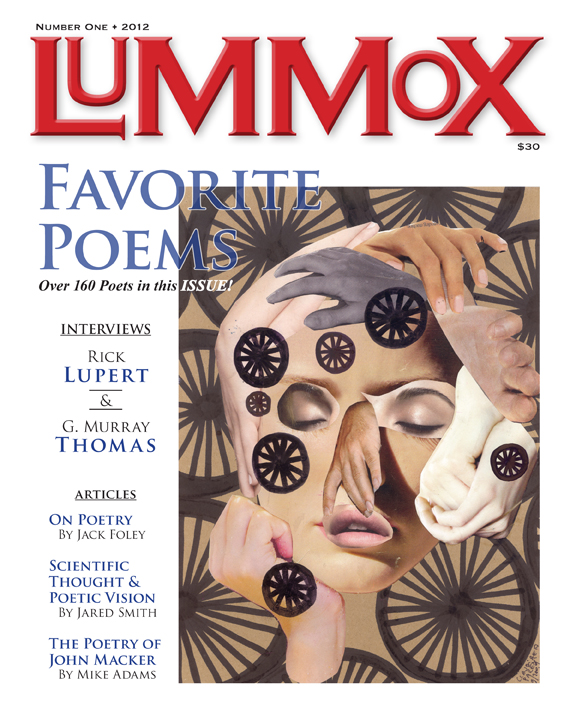 NUMBER ONE • 2012
LUMMOX
$30
FAVORITE
POEMS
Over 160 Poets in this ISSUE!
INTERVIEWS
RICK
LUPERT
&
G. MURRAY
THOMAS
ARTICLES
ON POETRY
BY JACK FOLEY
SCIENTIFIC
THOUGHT &
POETIC VISION
BY JARED SMITH
THE POETRY OF
JOHN MACKER
BY MIKE ADAMS